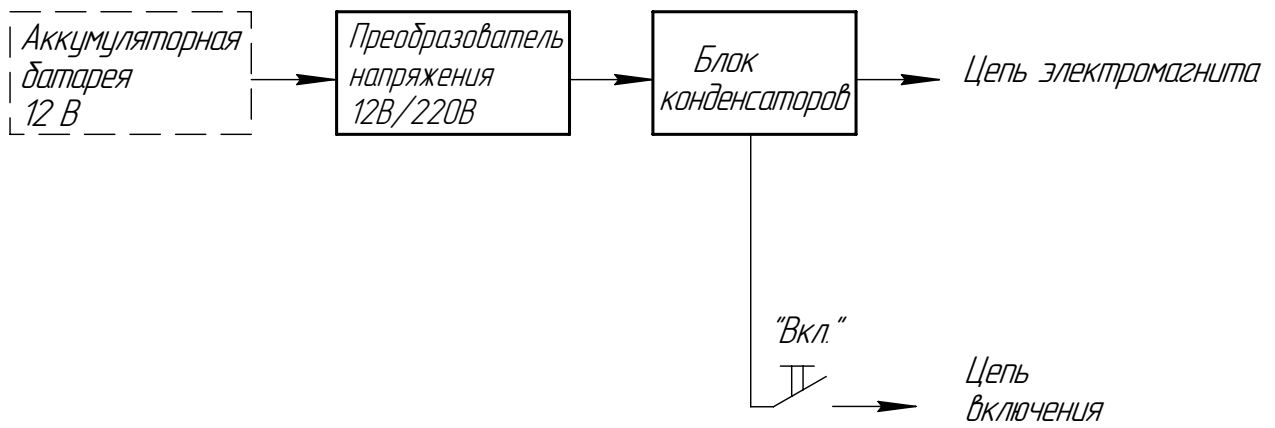 Аккумуляторная
батарея
12 В
Преобразователь
напряжения
12В/220В
Блок
конденсаторов
Цепь электромагнита
"Вкл."
Цепь
включения